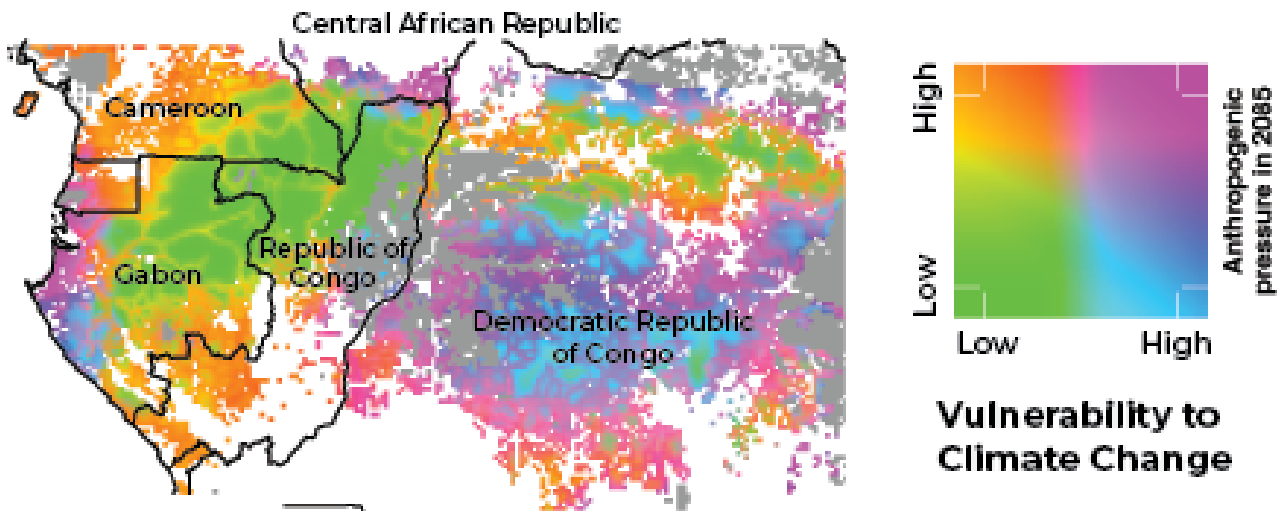 Central African Republic
Cameroon
Republic of
Congo
Gabon
Democratic Republic
of Congo
High
Low
Anthropogenic
pressure in 2085
Low
High
Vulnerability to
Climate Change